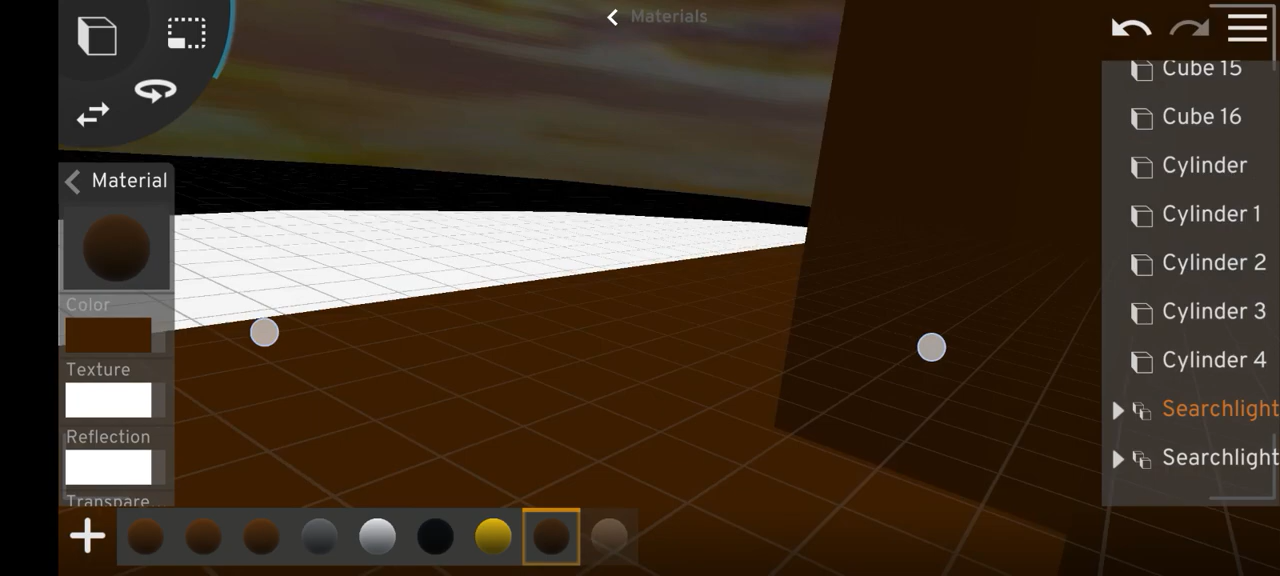 Materials
Cube 15
Cube 16
Cylinder
Cylinder 1
Cylinder 2
Cylinder 3
Cylinder 4
Searchlight
Searchlight
Material
Color
Texture
Reflection
Transpare...